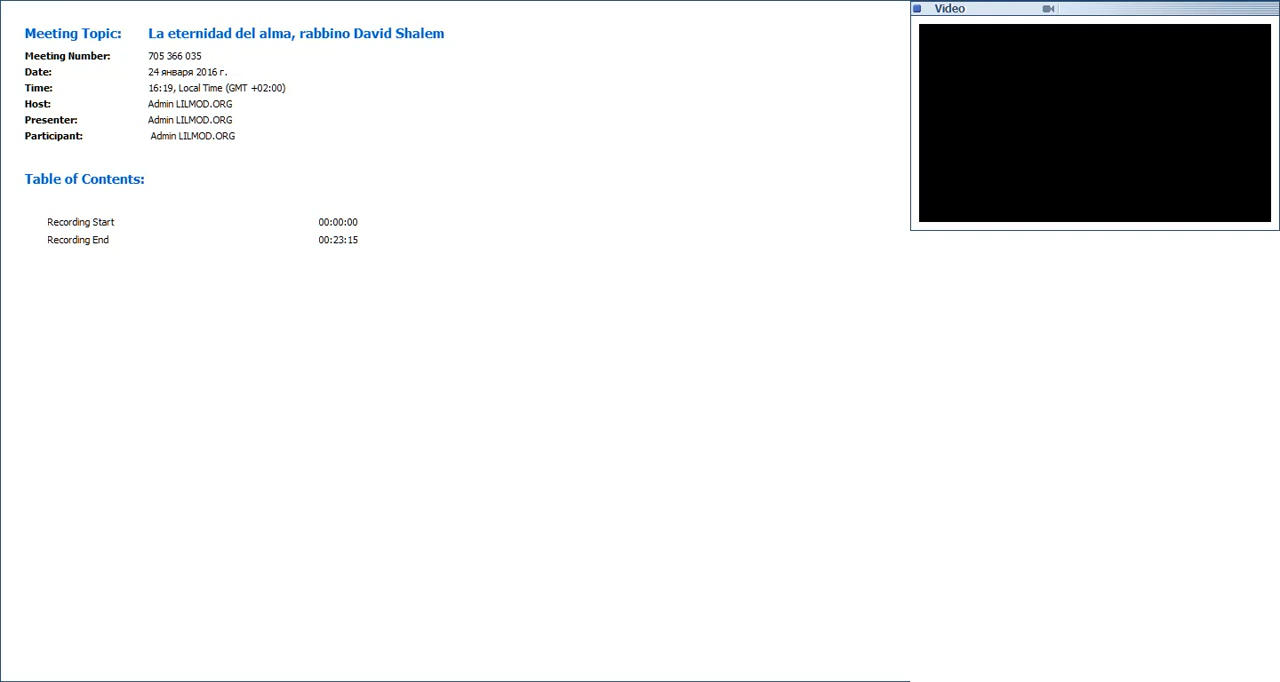 Meeting Topic: La eternidad del alma, rabbino David Shalem
Meeting Number: 705 366 035
Date: 24 января 2016 г.
Time: 16:19, Local Time (GMT +02:00)
Host: Admin LILMOD.ORG
Presenter: Admin LILMOD.ORG
Participant: Admin LILMOD.ORG
Table of Contents:
Recording Start 00:00:00
Recording End 00:23:15
Video